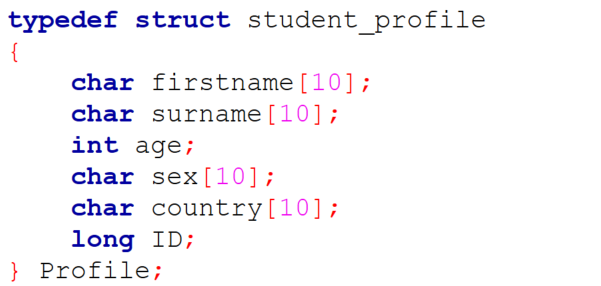 typedef struct student_profile
{
    char firstname[10];
    char surname[10];
    int age;
    char sex[10];
    char country[10];
    long ID;
} Profile;